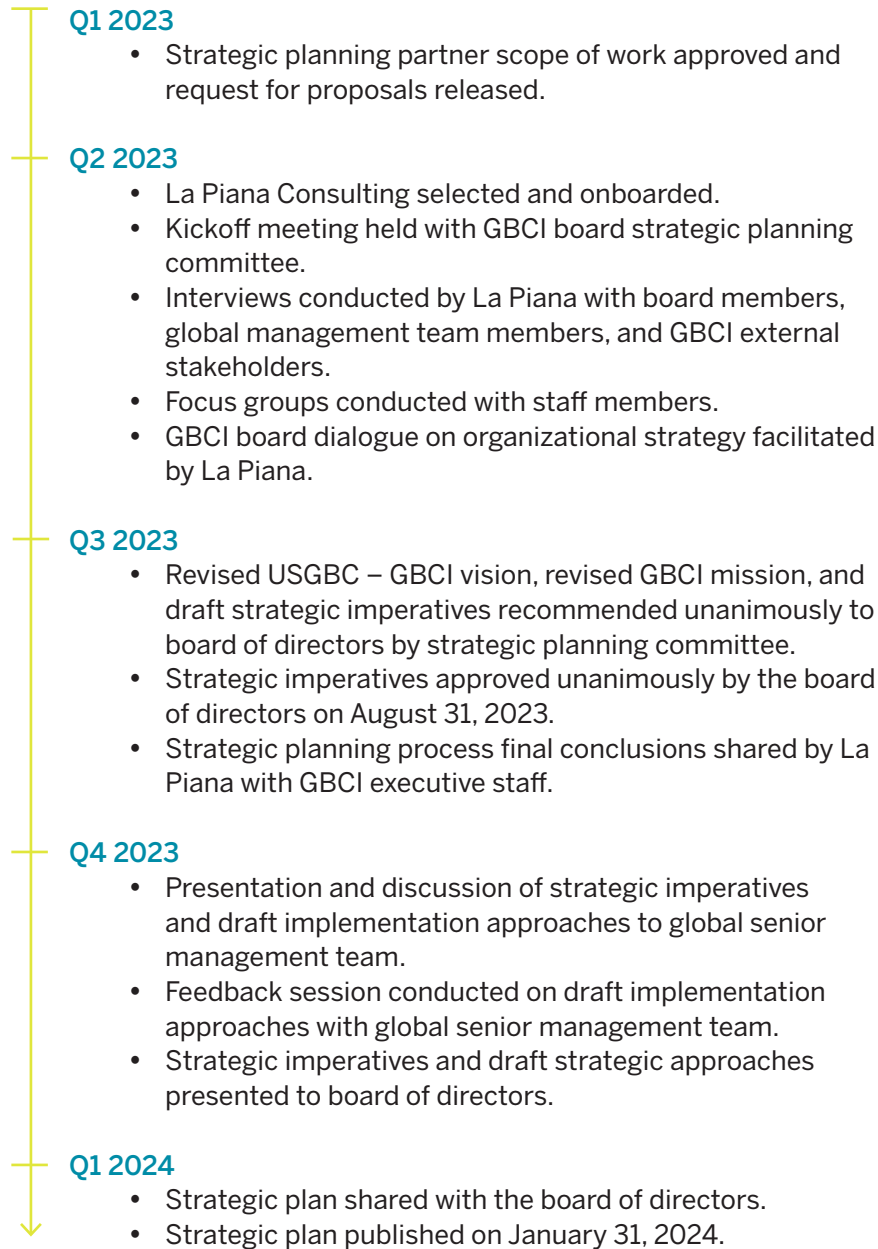 Q1 2023
• Strategic planning partner scope of work approved and
request for proposals released.
Q2 2023
• La Piana Consulting selected and onboarded.
• Kickoff meeting held with GBCI board strategic planning
committee.
• Interviews conducted by La Piana with board members,
global management team members, and GBCI external
stakeholders.
• Focus groups conducted with staff members.
• GBCI board dialogue on organizational strategy facilitated
by La Piana.
Q3 2023
• Revised USGBC – GBCI vision, revised GBCI mission, and
draft strategic imperatives recommended unanimously to
board of directors by strategic planning committee.
• Strategic imperatives approved unanimously by the board
of directors on August 31, 2023.
• Strategic planning process final conclusions shared by La
Piana with GBCI executive staff.
Q4 2023
• Presentation and discussion of strategic imperatives
and draft implementation approaches to global senior
management team.
• Feedback session conducted on draft implementation
approaches with global senior management team.
• Strategic imperatives and draft strategic approaches
presented to board of directors.
Q1 2024
• Strategic plan shared with the board of directors.
• Strategic plan published on January 31, 2024.